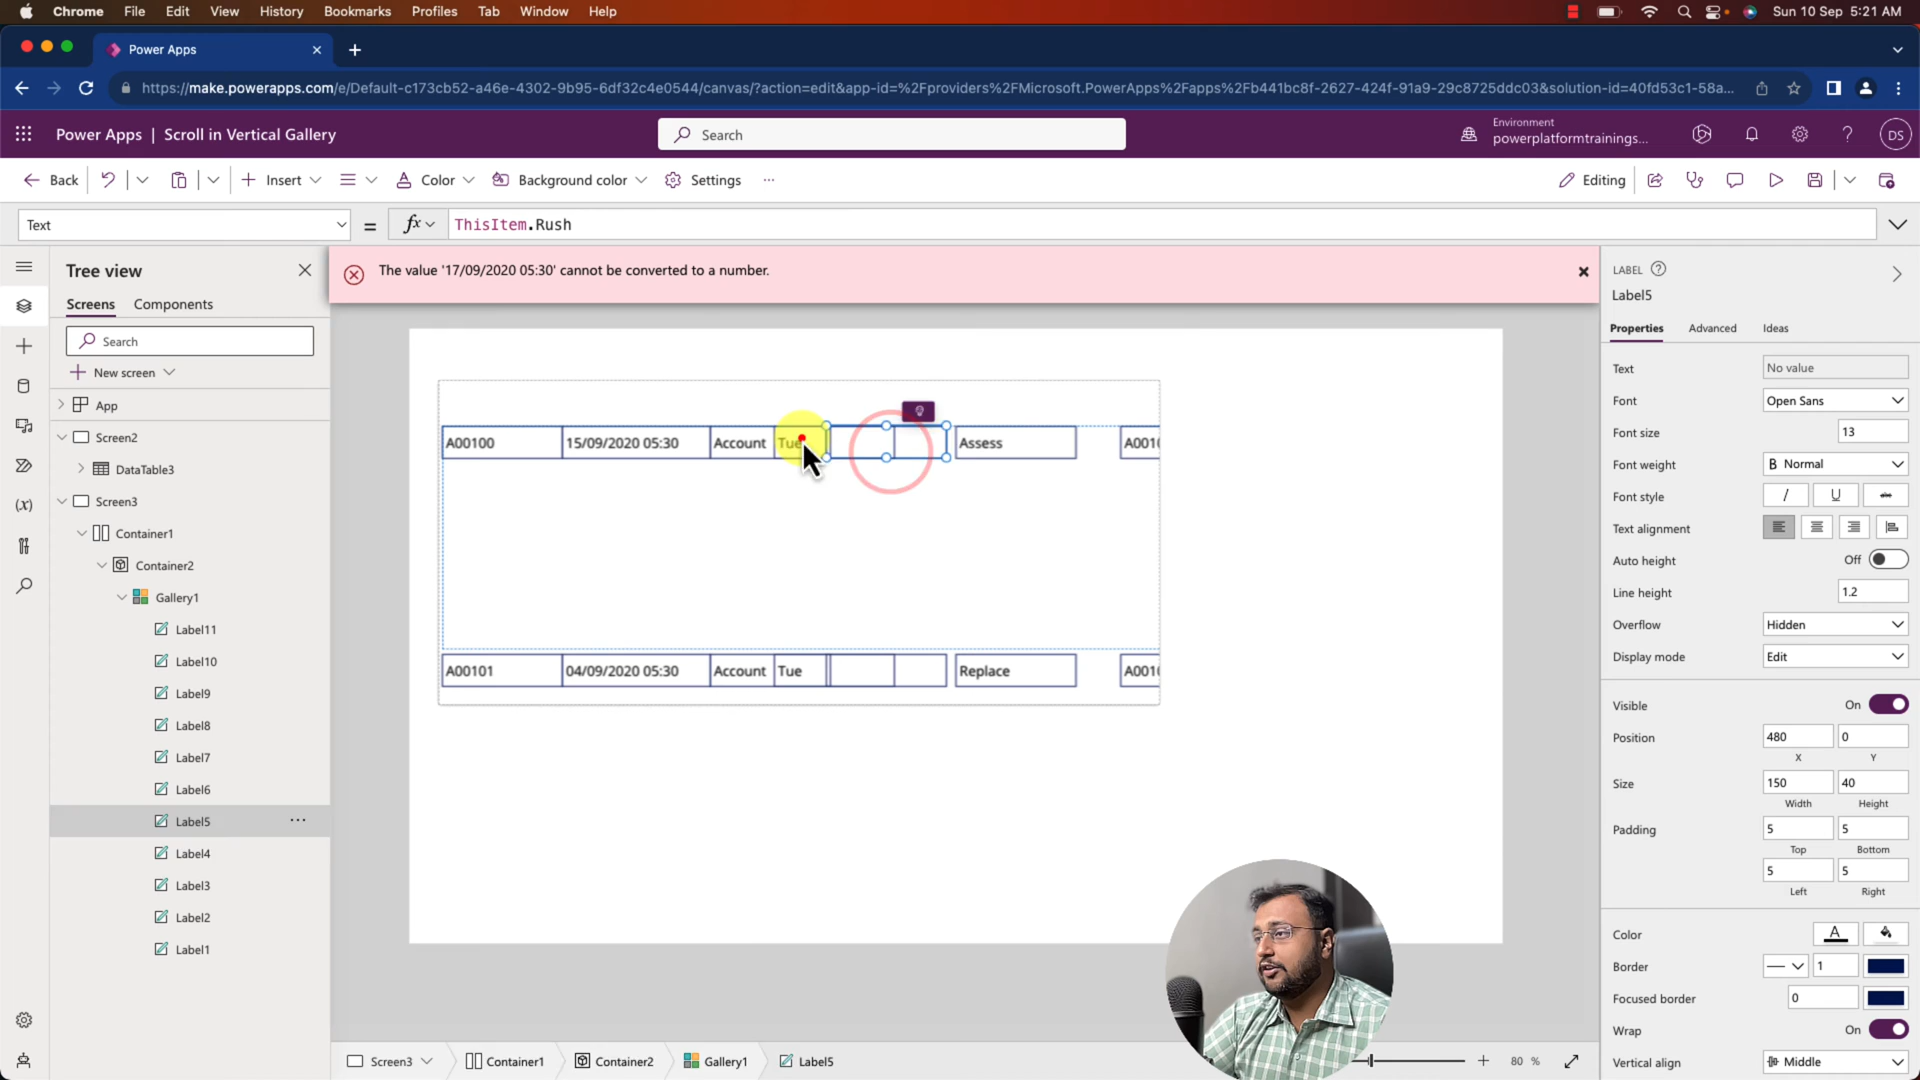 Chrome File Edit View History Bookmarks Profiles Tab Window Help Sun 10 Sep 5:21 AM
Power Apps
https://make.powerapps.com/e/Default-c173cb52-a46e-4302-9b95-6df32c4e0544/canvas/?action=edit&app-id=%2Fproviders%2FMicrosoft.PowerApps%2Fapps%2Fb441bc8f-2627-424f-91a9-29c8725ddc03&solution-id=40fd53c1-58a...
Power Apps | Scroll in Vertical Gallery Search Environment powerplatformtrainings... DS
Back Insert Color Background color Settings ... Editing
Text = fx ThisItem.Rush
Tree view
The value '17/09/2020 05:30' cannot be converted to a number.
Screens Components
Search
New screen
App
Screen2
DataTable3
Screen3
Container1
Container2
Gallery1
Label11
Label10
Label9
Label8
Label7
Label6
Label5 ...
Label4
Label3
Label2
Label1
A00100 15/09/2020 05:30 Account Tue Assess A0010
A00101 04/09/2020 05:30 Account Tue Replace A0010
LABEL
Label5
Properties Advanced Ideas
Text No value
Font Open Sans
Font size 13
Font weight B Normal
Font style / U abc
Text alignment
Auto height Off
Line height 1.2
Overflow Hidden
Display mode Edit
Visible On
Position 480 0
X Y
Size 150 40
Width Height
Padding 5 5
Top Bottom
5 5
Left Right
Color A
Border 1
Focused border 0
Wrap On
Vertical align Middle
Screen3 Container1 Container2 Gallery1 Label5 80 %